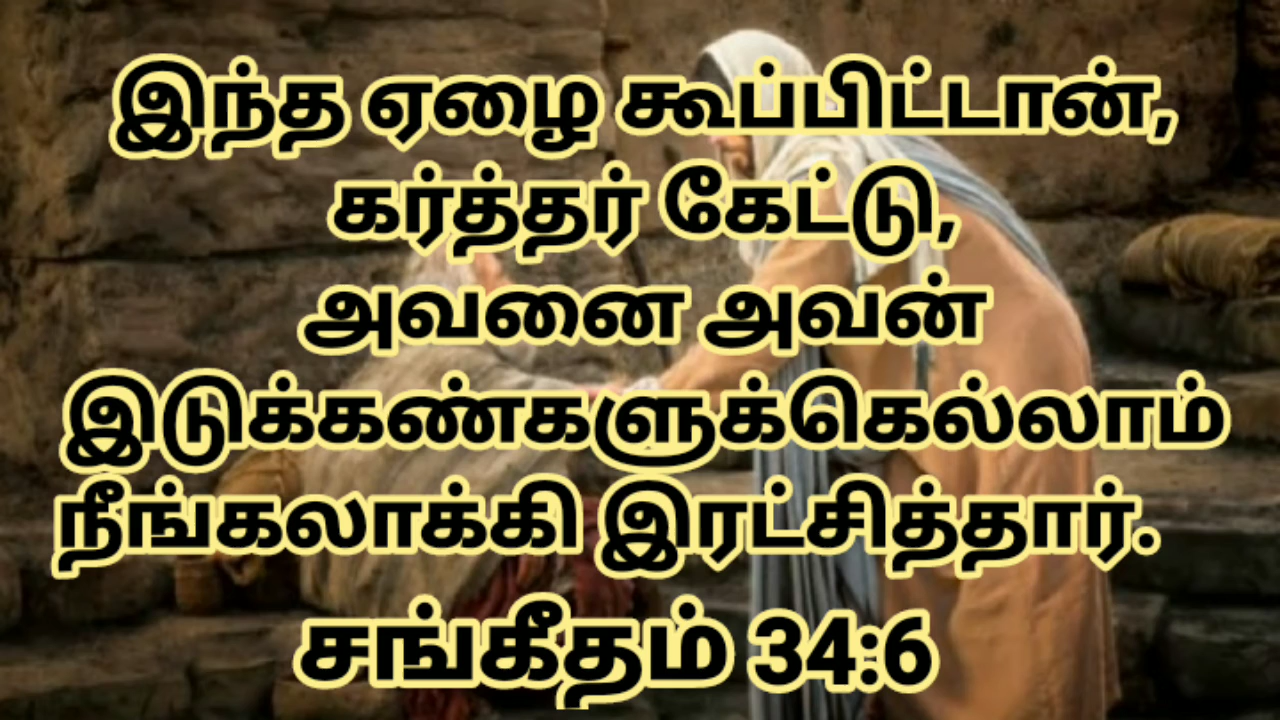 இந்த ஏழை கூப்பிட்டான்,
கர்த்தர் கேட்டு,
அவனை அவன்
இடுக்கண்களுக்கெல்லாம்
நீங்கலாக்கி இரட்சித்தார்.
சங்கீதம் 34:6